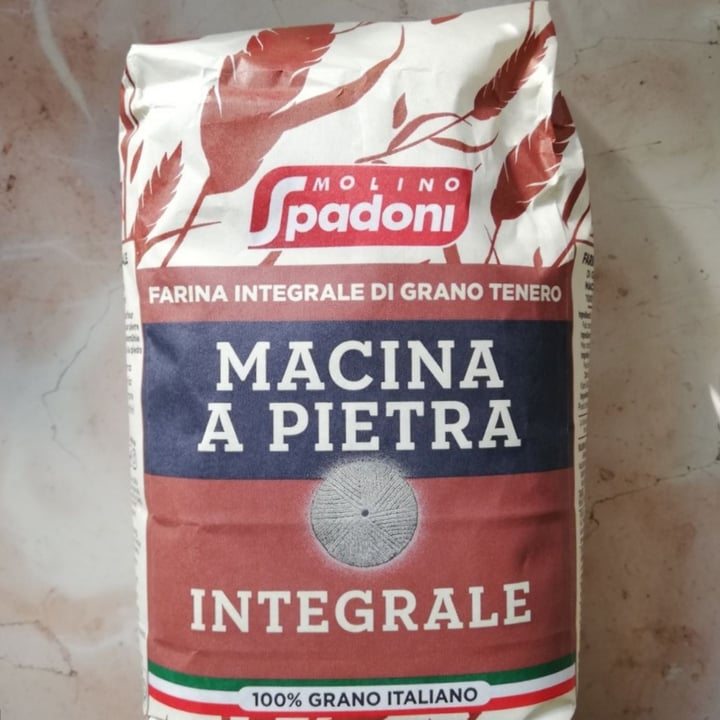 MOLINO
Spadoni
FARINA INTEGRALE DI GRANO TENERO
MACINA
A PIETRA
INTEGRALE
100% GRANO ITALIANO